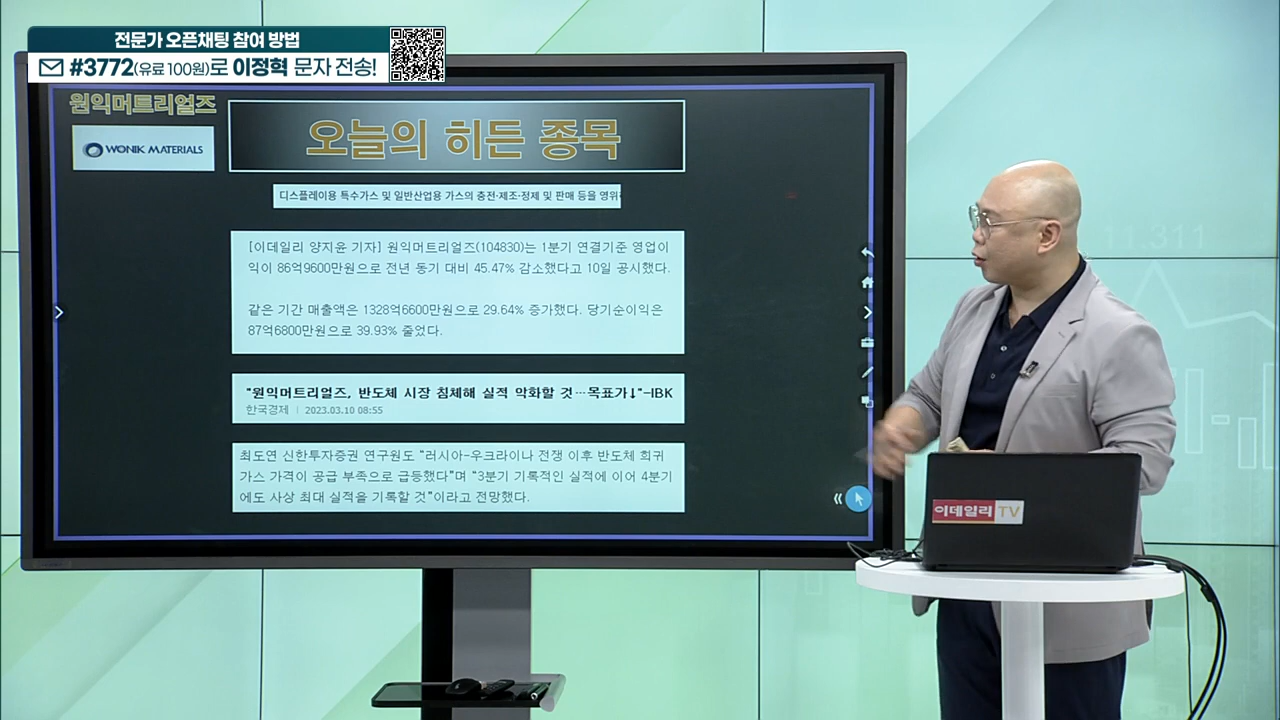 전문가 오픈채팅 참여 방법
#3772(유료 100원)로 이정혁 문자 전송!
원익머트리얼즈
WONIK MATERIALS
오늘의 히든 종목
디스플레이용 특수가스 및 일반산업용 가스의 충전·제조·정제 및 판매 등을 영위
[이데일리 양지윤 기자] 원익머트리얼즈(104830)는 1분기 연결기준 영업이
익이 86억9600만원으로 전년 동기 대비 45.47% 감소했다고 10일 공시했다.
같은 기간 매출액은 1328억6600만원으로 29.64% 증가했다. 당기순이익은
87억6800만원으로 39.93% 줄었다.
"원익머트리얼즈, 반도체 시장 침체해 실적 악화할 것…목표가↓"-IBK
한국경제 | 2023.03.10 08:55
최도연 신한투자증권 연구원도 “러시아-우크라이나 전쟁 이후 반도체 희귀
가스 가격이 공급 부족으로 급등했다”며 “3분기 기록적인 실적에 이어 4분기
에도 사상 최대 실적을 기록할 것”이라고 전망했다.
11,311
이데일리TV